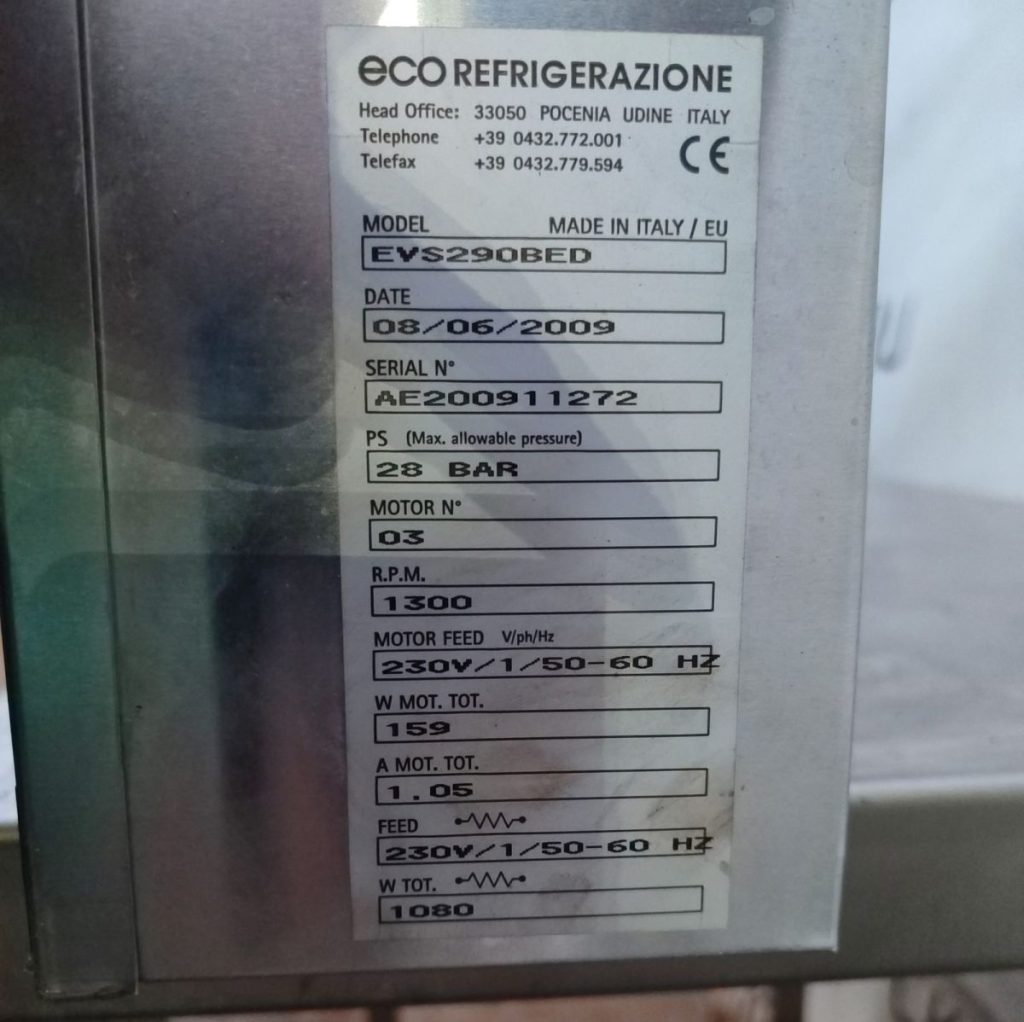 eco REFRIGERAZIONE
Head Office: 33050 POCENIA UDINE ITALY
Telephone +39 0432.772.001
Telefax +39 0432.779.594
CE
MODEL MADE IN ITALY / EU
EVS290BED
DATE
08/06/2009
SERIAL N°
AE200911272
PS (Max. allowable pressure)
28 BAR
MOTOR N°
03
R.P.M.
1300
MOTOR FEED V/ph/Hz
230V/1/50-60 HZ
W MOT. TOT.
159
A MOT. TOT.
1.05
FEED
230V/1/50-60 HZ
W TOT.
1080